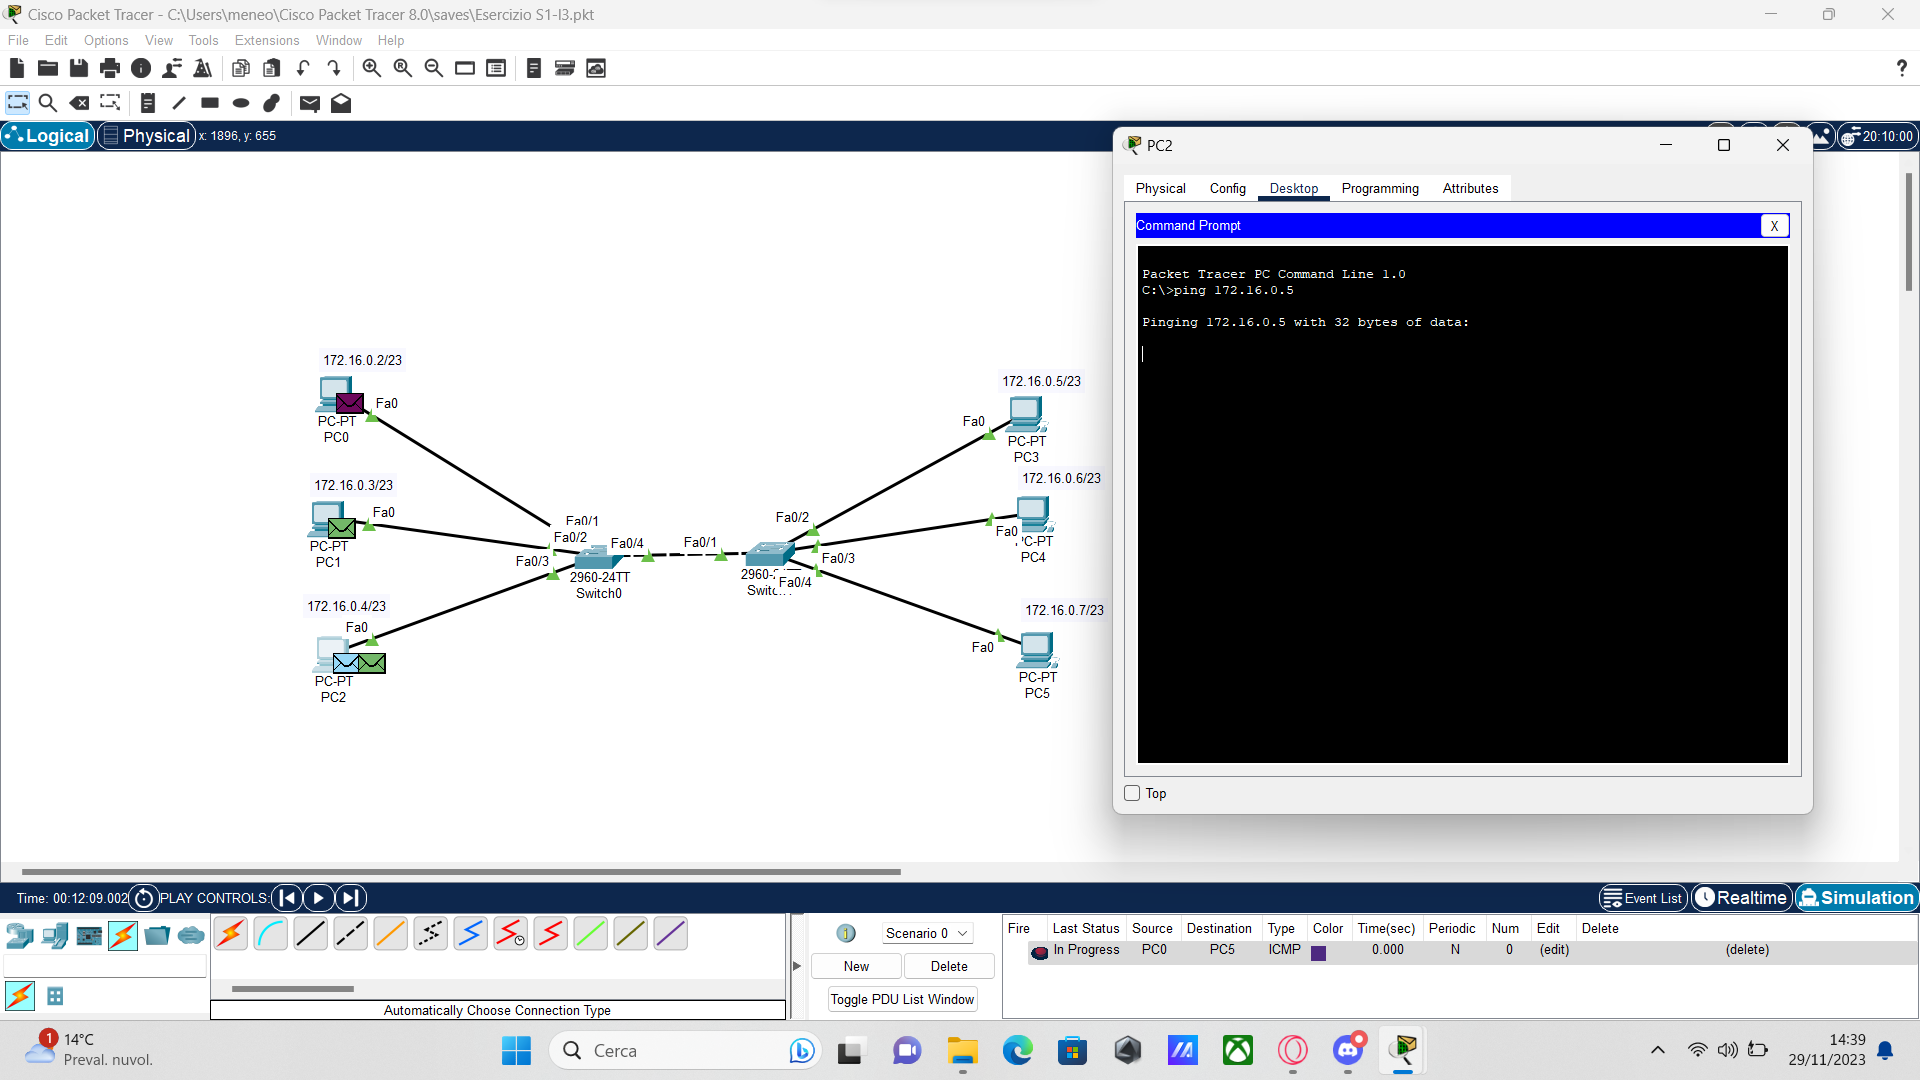 Cisco Packet Tracer - C:\Users\meneo\Cisco Packet Tracer 8.0\saves\Esercizio S1-I3.pkt
File Edit Options View Tools Extensions Window Help
?
Logical Physical x: 1896, y: 655
20:10:00
PC2
Physical Config Desktop Programming Attributes
Command Prompt X
Packet Tracer PC Command Line 1.0
C:\>ping 172.16.0.5
Pinging 172.16.0.5 with 32 bytes of data:
Top
172.16.0.2/23
Fa0
PC-PT
PC0
172.16.0.3/23
Fa0
PC-PT
PC1
172.16.0.4/23
Fa0
PC-PT
PC2
Fa0/1
Fa0/2
Fa0/3
Fa0/4
2960-24TT
Switch0
Fa0/1
Fa0/2
Fa0/3
Fa0/4
172.16.0.5/23
Fa0
PC-PT
PC3
172.16.0.6/23
Fa0
PC4
172.16.0.7/23
Fa0
PC-PT
PC5
Time: 00:12:09.002 PLAY CONTROLS:
Event List Realtime Simulation
Automatically Choose Connection Type
Scenario 0
New Delete
Toggle PDU List Window
Fire Last Status Source Destination Type Color Time(sec) Periodic Num Edit Delete
In Progress PC0 PC5 ICMP 0.000 N 0 (edit) (delete)
1
14°C
Preval. nuvol.
Cerca
14:39
29/11/2023